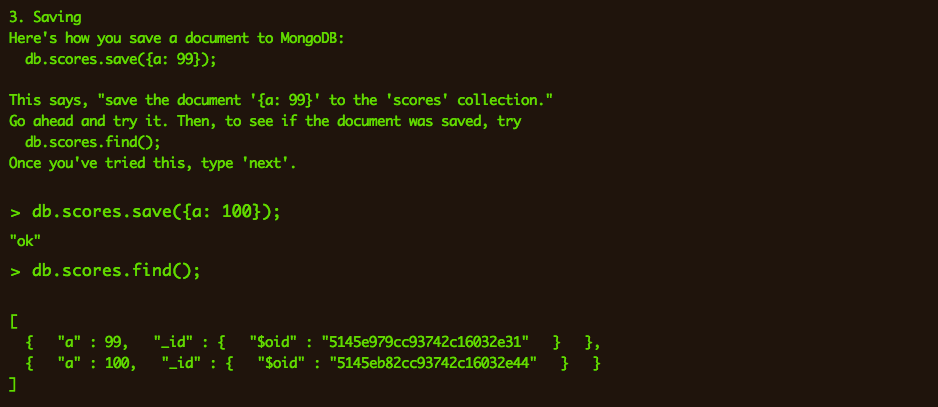 3. Saving
Here's how you save a document to MongoDB:
  db.scores.save({a: 99});

This says, "save the document '{a: 99}' to the 'scores' collection."
Go ahead and try it. Then, to see if the document was saved, try
  db.scores.find();
Once you've tried this, type 'next'.

> db.scores.save({a: 100});
"ok"
> db.scores.find();

[
  {   "a" : 99,   "_id" : {   "$oid" : "5145e979cc93742c16032e31"   }   },
  {   "a" : 100,   "_id" : {   "$oid" : "5145eb82cc93742c16032e44"   }   }
]